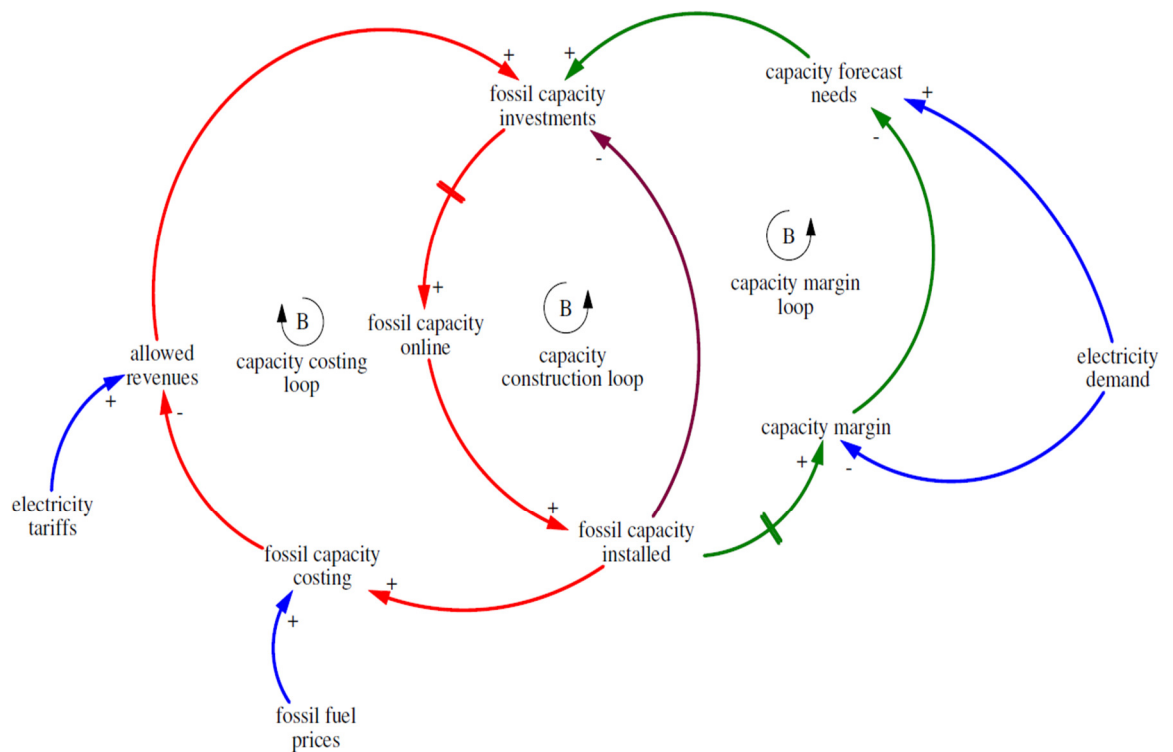 +
+
fossil capacity
investments
capacity forecast
needs
+
-
-
B
capacity margin
loop
+
fossil capacity
online
B
capacity
construction loop
B
capacity costing
loop
allowed
revenues
+
-
electricity
demand
capacity margin
+
-
electricity
tariffs
+
fossil capacity
installed
fossil capacity
costing
+
+
fossil fuel
prices